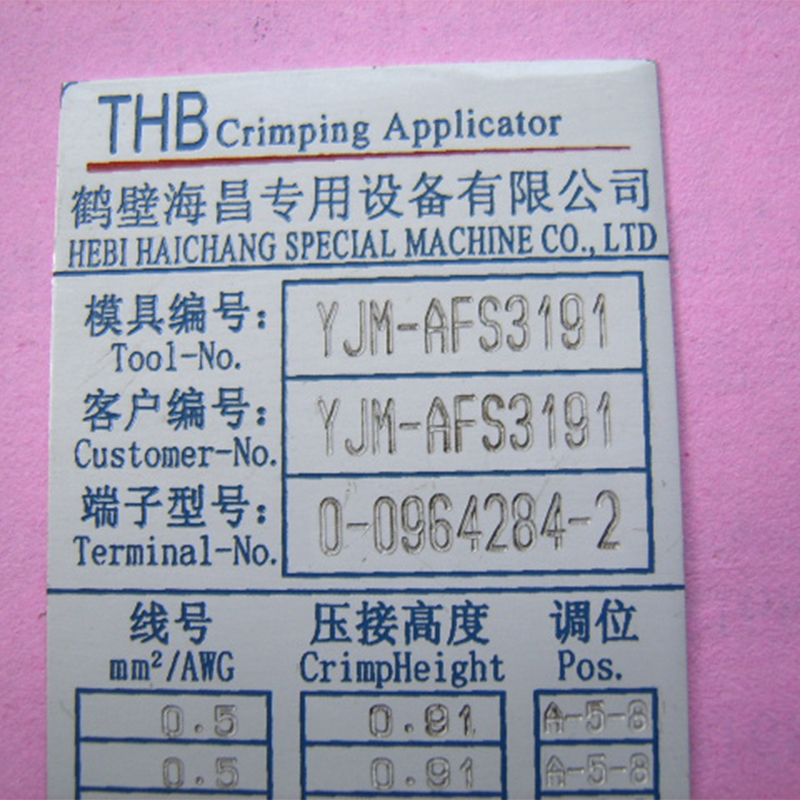 THB Crimping Applicator
鹤壁海昌专用设备有限公司
HEBI HAICHANG SPECIAL MACHINE CO., LTD
模具编号: YJM-AFS3191
Tool-No.
客户编号: YJM-AFS3191
Customer-No.
端子型号: 0-0964284-2
Terminal-No.
线号 压接高度 调位
mm²/AWG CrimpHeight Pos.
0.5 0.91 A-5-8
0.5 0.91 A-5-8